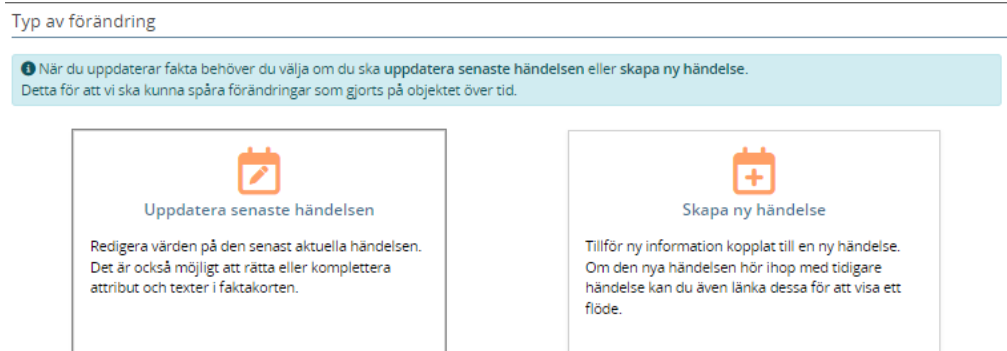 Typ av förändring
När du uppdaterar fakta behöver du välja om du ska uppdatera senaste händelsen eller skapa ny händelse.
Detta för att vi ska kunna spåra förändringar som gjorts på objektet över tid.
Uppdatera senaste händelsen
Redigera värden på den senast aktuella händelsen.
Det är också möjligt att rätta eller komplettera
attribut och texter i faktakorten.
Skapa ny händelse
Tillför ny information kopplat till en ny händelse.
Om den nya händelsen hör ihop med tidigare
händelse kan du även länka dessa för att visa ett
flöde.